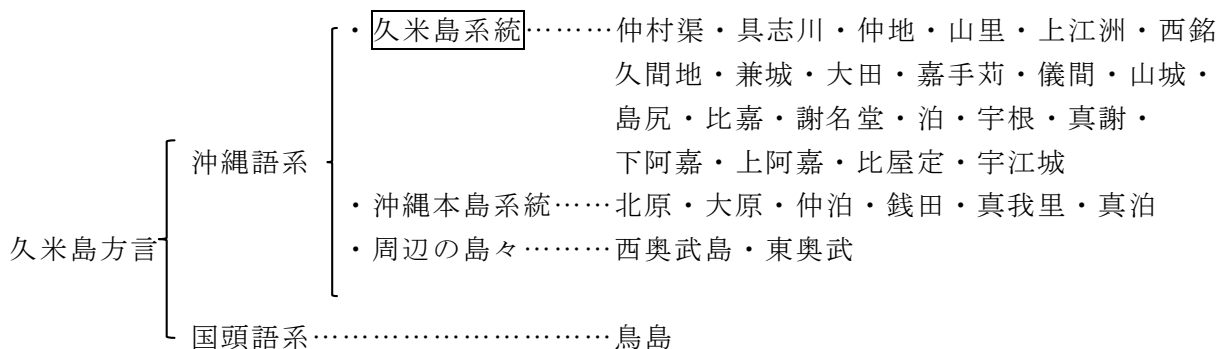 ・久米島系統………仲村渠・具志川・仲地・山里・上江洲・西銘
久間地・兼城・大田・嘉手苅・儀間・山城・
島尻・比嘉・謝名堂・泊・宇根・真謝・
沖縄語系 下阿嘉・上阿嘉・比屋定・宇江城
・沖縄本島系統……北原・大原・仲泊・銭田・真我里・真泊
久米島方言 ・周辺の島々………西奥武島・東奥武
国頭語系…………………………鳥島